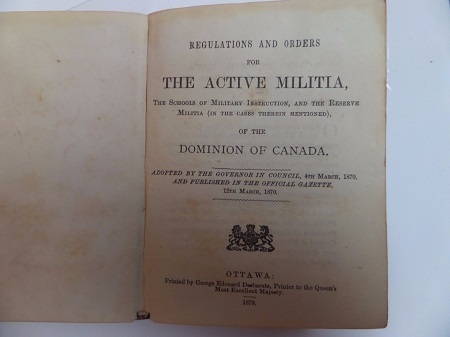 REGULATIONS AND ORDERS
FOR
THE ACTIVE MILITIA,
THE SCHOOLS OF MILITARY INSTRUCTION, AND THE RESERVE
MILITIA (IN THE CASES THEREIN MENTIONED),
OF THE
DOMINION OF CANADA.
ADOPTED BY THE GOVERNOR IN COUNCIL, 4TH MARCH, 1870,
AND PUBLISHED IN THE OFFICIAL GAZETTE,
12TH MARCH, 1870.
OTTAWA:
Printed by George Edouard Desbarats, Printer to the Queen's
Most Excellent Majesty.
1870.